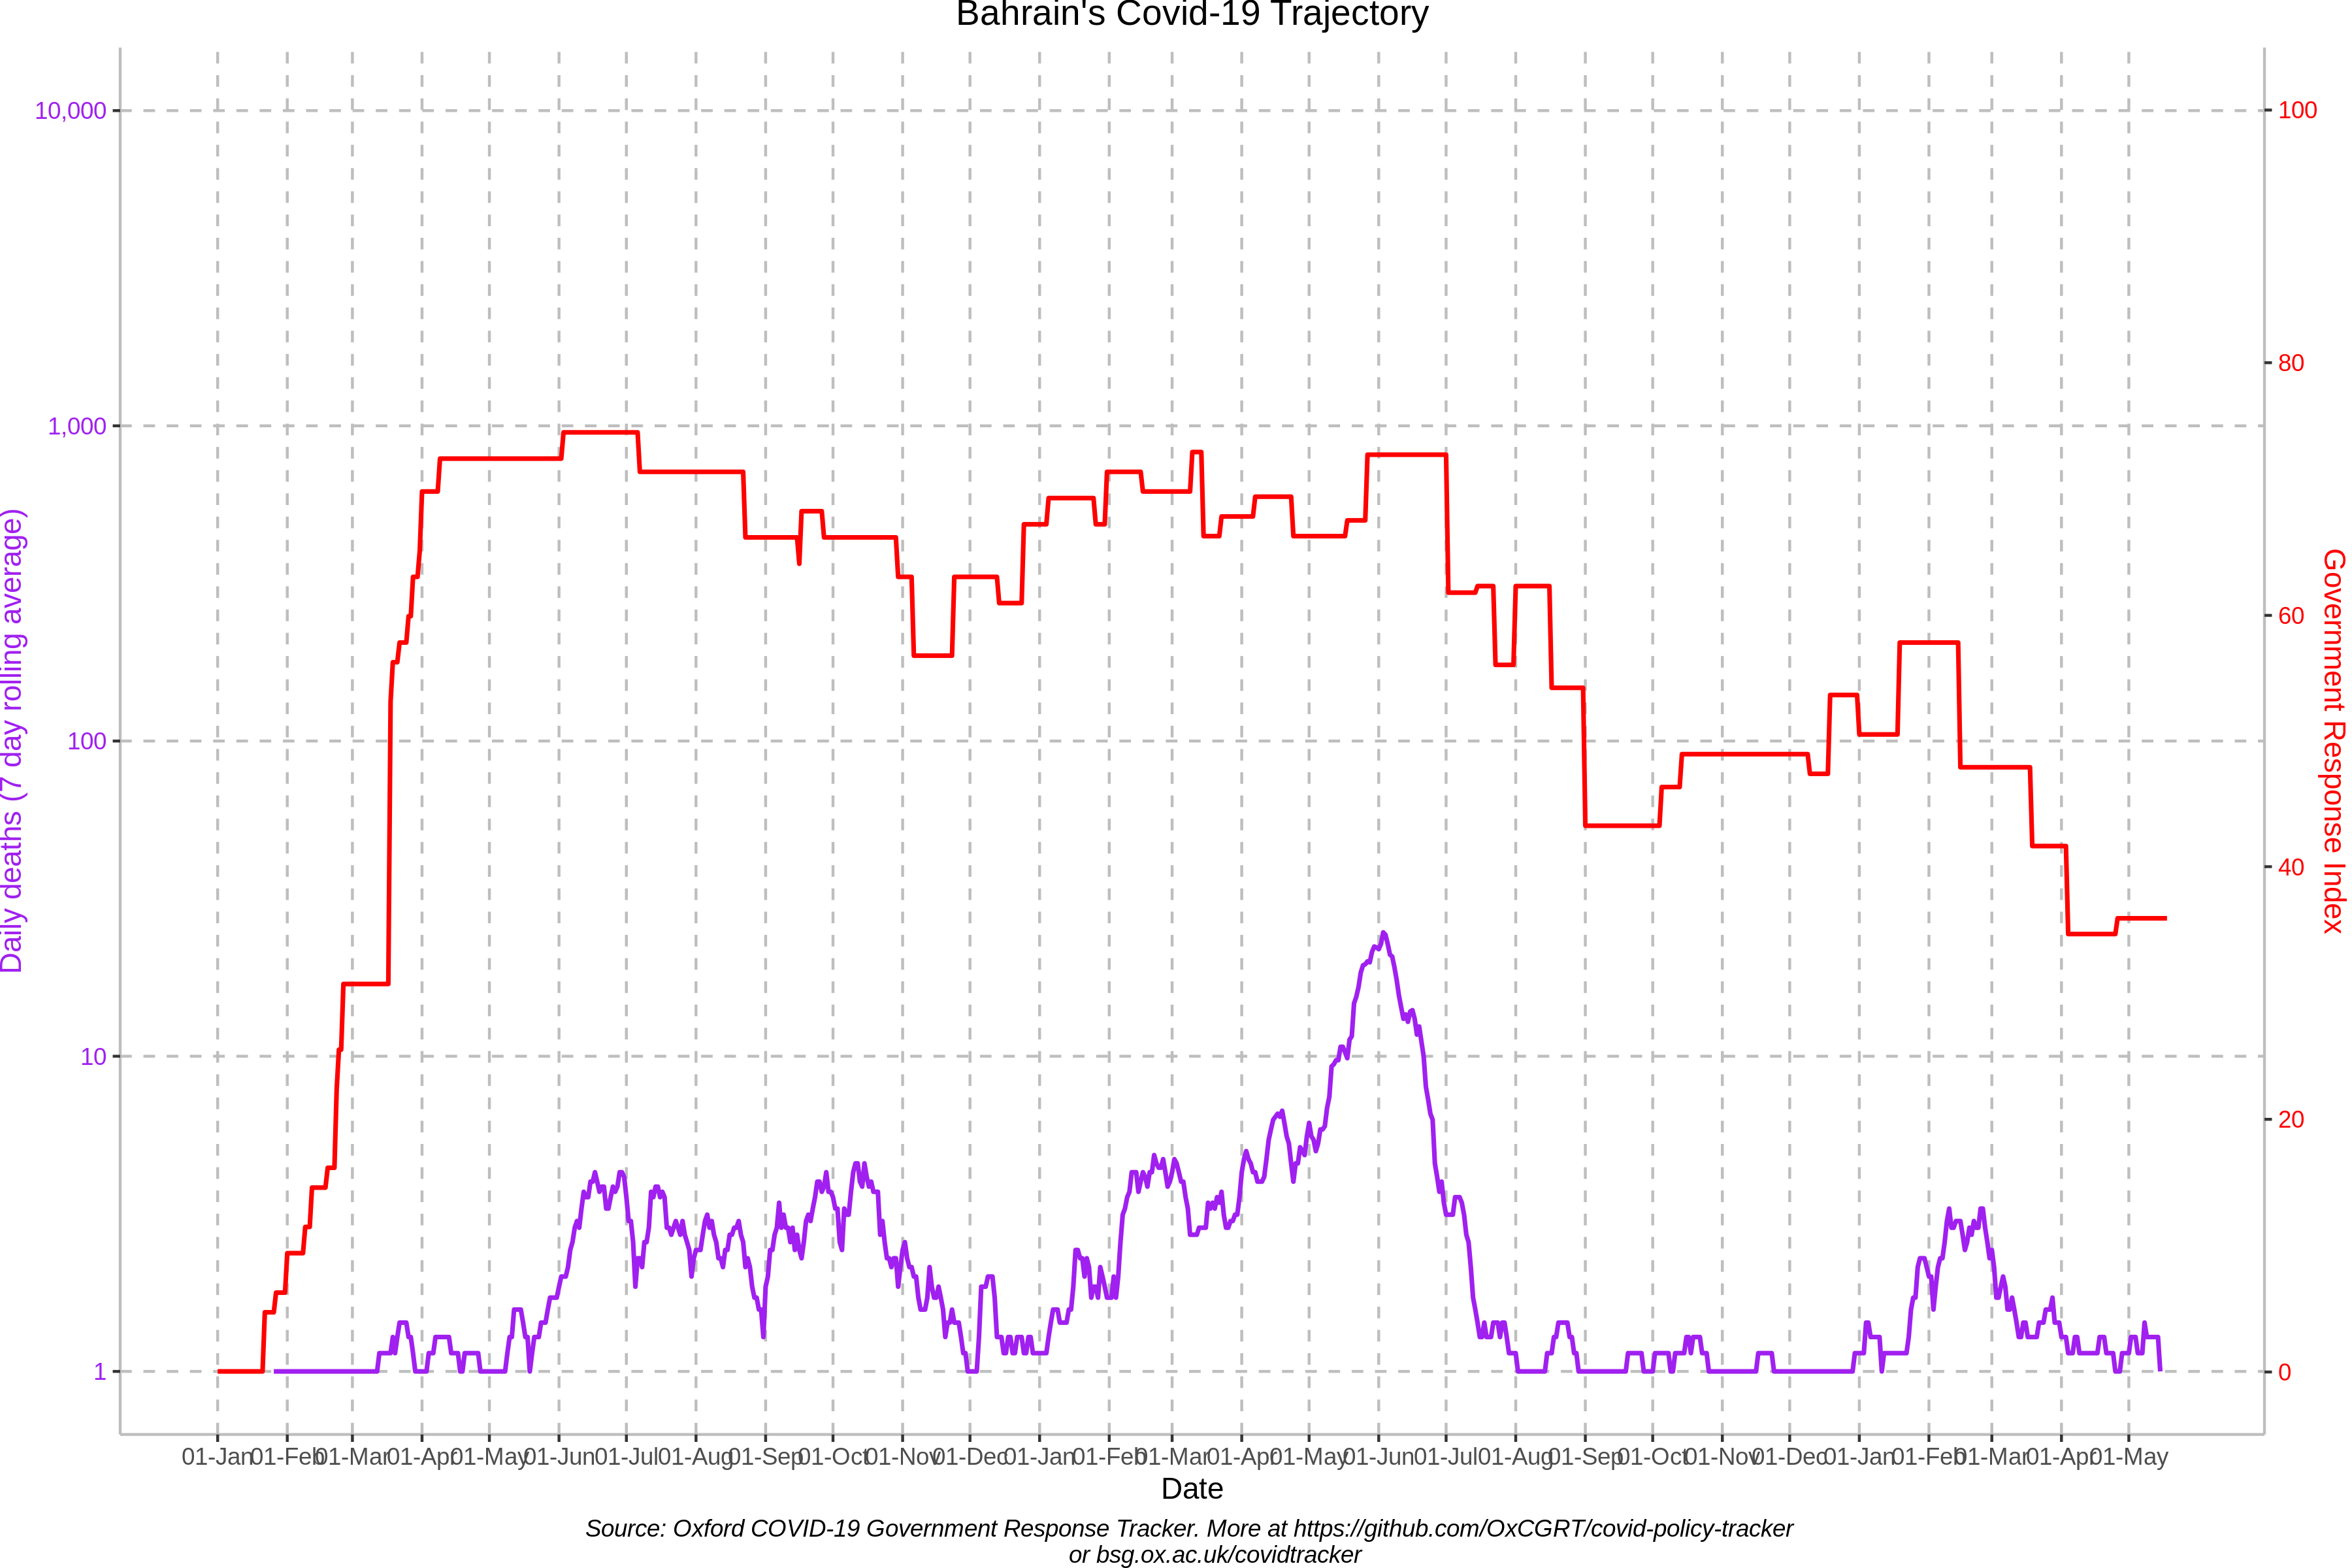 Bahrain's Covid-19 Trajectory
10,000
1,000
100
10
1
Daily deaths (7 day rolling average)
100
80
60
40
20
0
Government Response Index
01-Jan 01-Feb 01-Mar 01-Apr 01-May 01-Jun 01-Jul 01-Aug 01-Sep 01-Oct 01-Nov 01-Dec 01-Jan 01-Feb 01-Mar 01-Apr 01-May 01-Jun 01-Jul 01-Aug 01-Sep 01-Oct 01-Nov 01-Dec 01-Jan 01-Feb 01-Mar 01-Apr 01-May
Date
Source: Oxford COVID-19 Government Response Tracker. More at https://github.com/OxCGRT/covid-policy-tracker
or bsg.ox.ac.uk/covidtracker